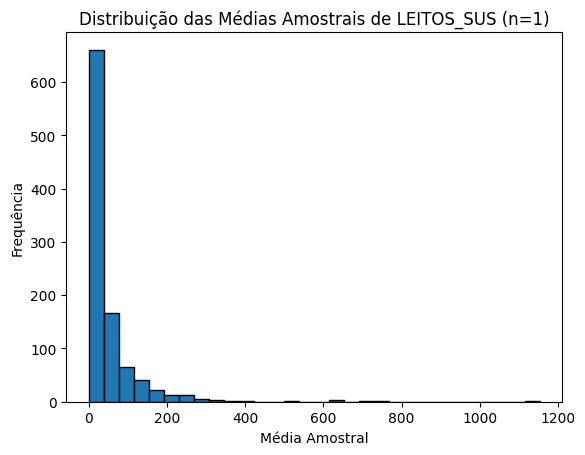 Distribuição das Médias Amostrais de LEITOS_SUS (n=1)
Frequência
600
500
400
300
200
100
0
0 200 400 600 800 1000 1200
Média Amostral